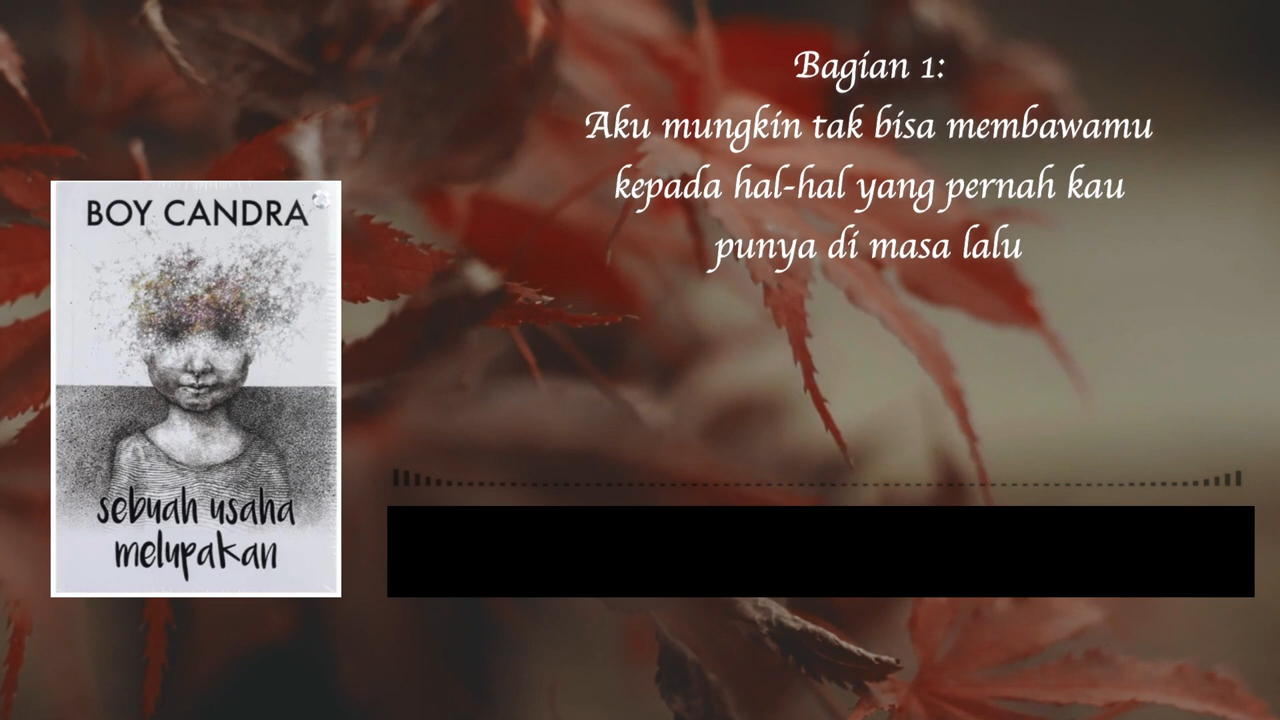 Bagian 1:
Aku mungkin tak bisa membawamu
kepada hal-hal yang pernah kau
punya di masa lalu
BOY CANDRA
sebuah usaha
melupakan